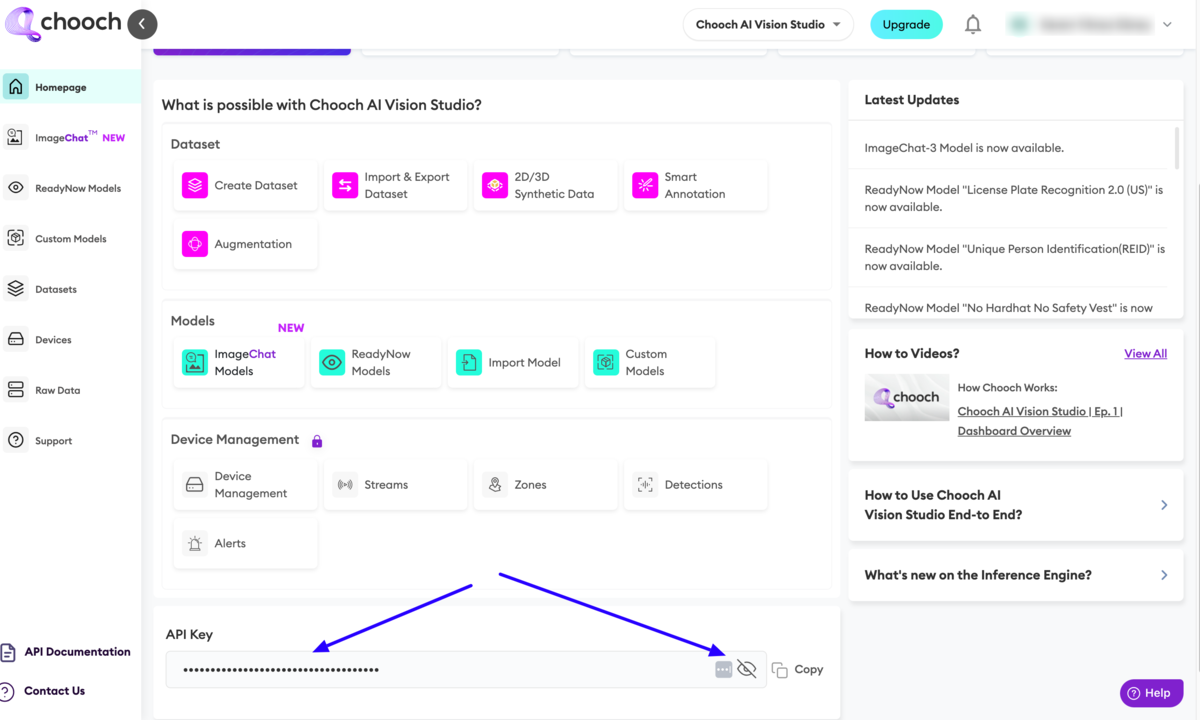 chooch
Chooch AI Vision Studio
Upgrade
Homepage
ImageChat™ NEW
ReadyNow Models
Custom Models
Datasets
Devices
Raw Data
Support
API Documentation
Contact Us
What is possible with Chooch AI Vision Studio?
Dataset
Create Dataset
Import & Export
Dataset
2D/3D
Synthetic Data
Smart
Annotation
Augmentation
Models
NEW
ImageChat
Models
ReadyNow
Models
Import Model
Custom
Models
Device Management
Device
Management
Streams
Zones
Detections
Alerts
API Key
••••••••••••••••••••••••••••••••••••
Copy
Latest Updates
ImageChat-3 Model is now available.
ReadyNow Model "License Plate Recognition 2.0 (US)" is
now available.
ReadyNow Model "Unique Person Identification(REID)" is
now available.
ReadyNow Model "No Hardhat No Safety Vest" is now
How to Videos?
View All
chooch
How Chooch Works:
Chooch AI Vision Studio | Ep. 1 |
Dashboard Overview
How to Use Chooch AI
Vision Studio End-to End?
What's new on the Inference Engine?
Help